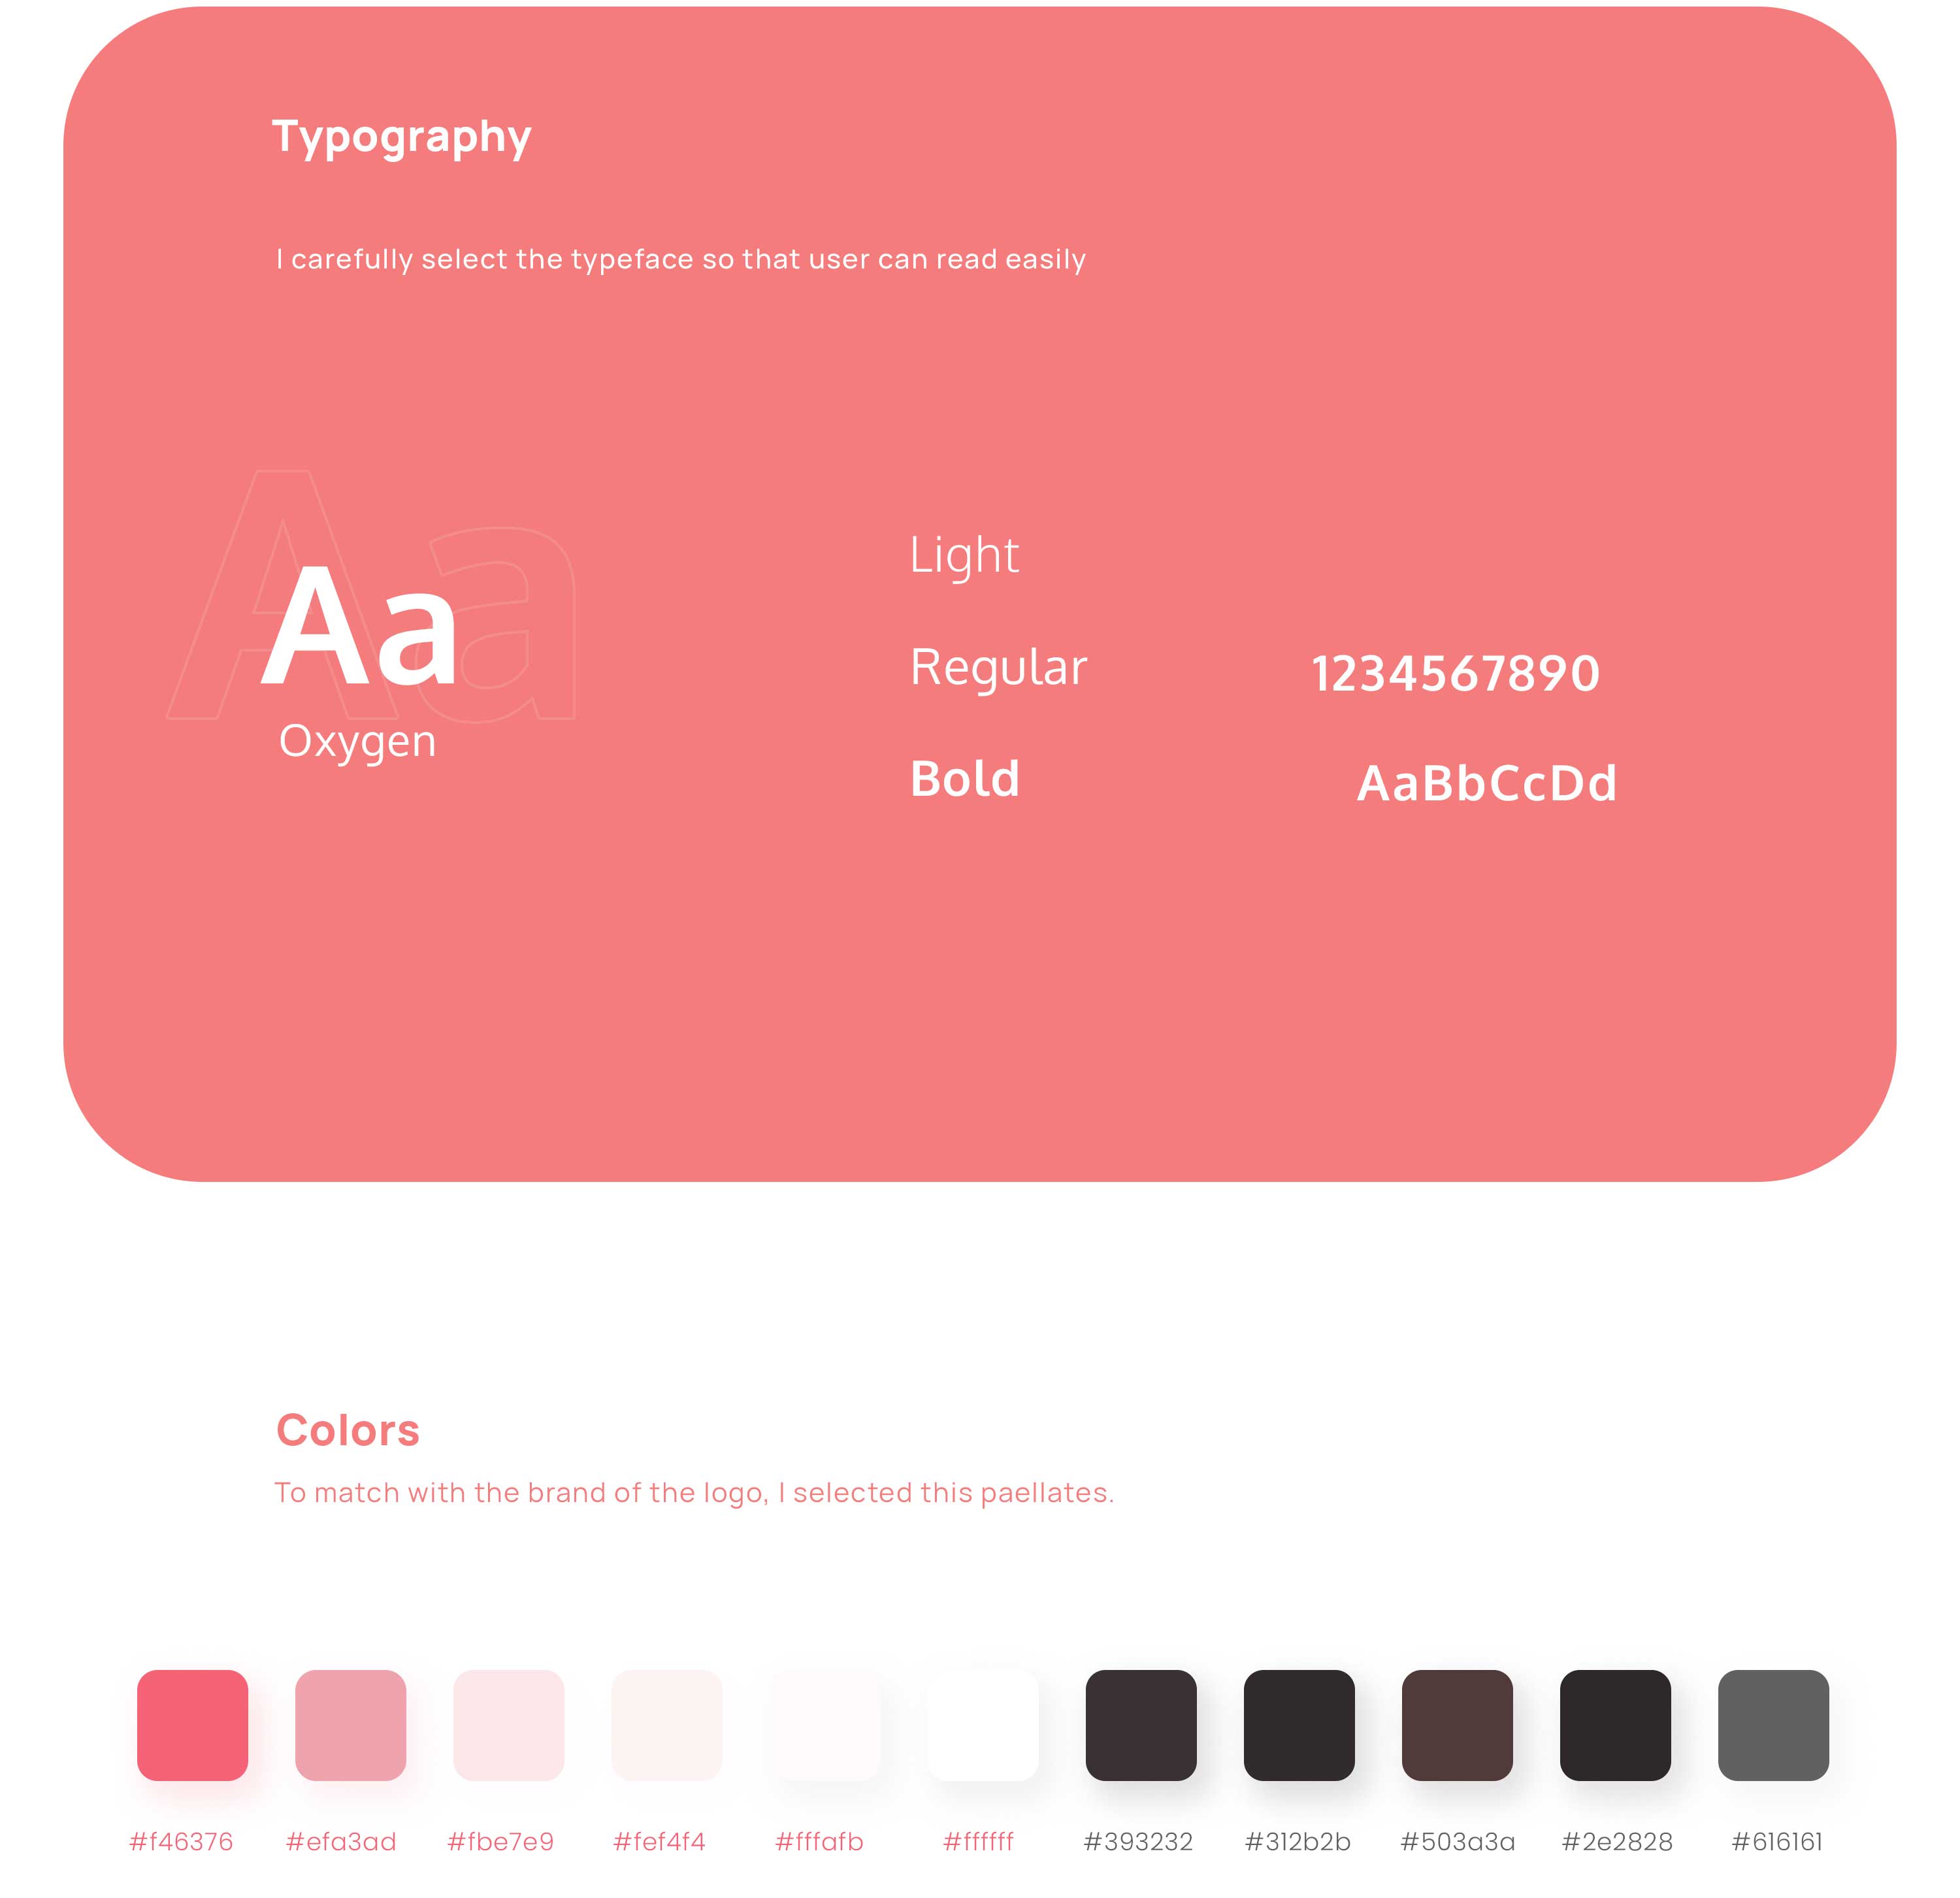 Typography
I carefully select the typeface so that user can read easily
Aa
Aa
Oxygen
Light
Regular
Bold
1234567890
AaBbCcDd
Colors
To match with the brand of the logo, I selected this paellates.
#f46376 #efa3ad #fbe7e9 #fef4f4 #fffafb #ffffff #393232 #312b2b #503a3a #2e2828 #616161